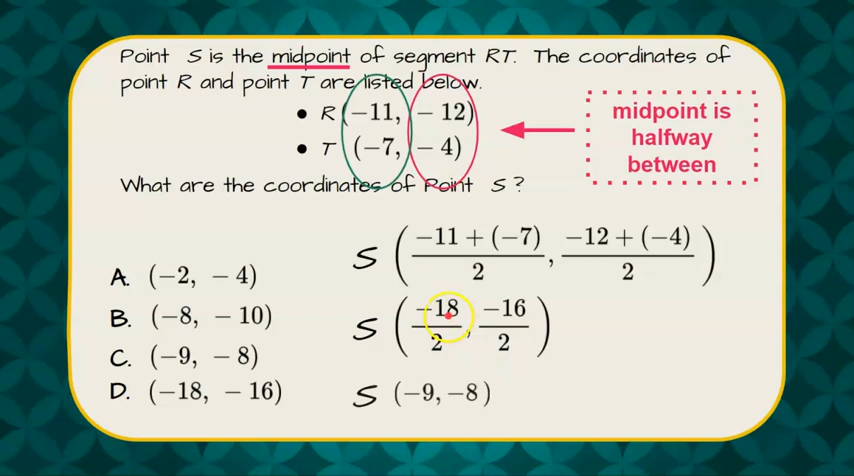 Point S is the midpoint of segment RT. The coordinates of
point R and point T are listed below.
• R (−11, − 12)
• T (−7, − 4)
midpoint is
halfway
between
What are the coordinates of Point S ?
A. (−2, − 4)
B. (−8, − 10)
C. (−9, − 8)
D. (−18, − 16)
S ( −11 + (−7) / 2 , −12 + (−4) / 2 )
S ( −18 / 2 , −16 / 2 )
S (−9, −8)